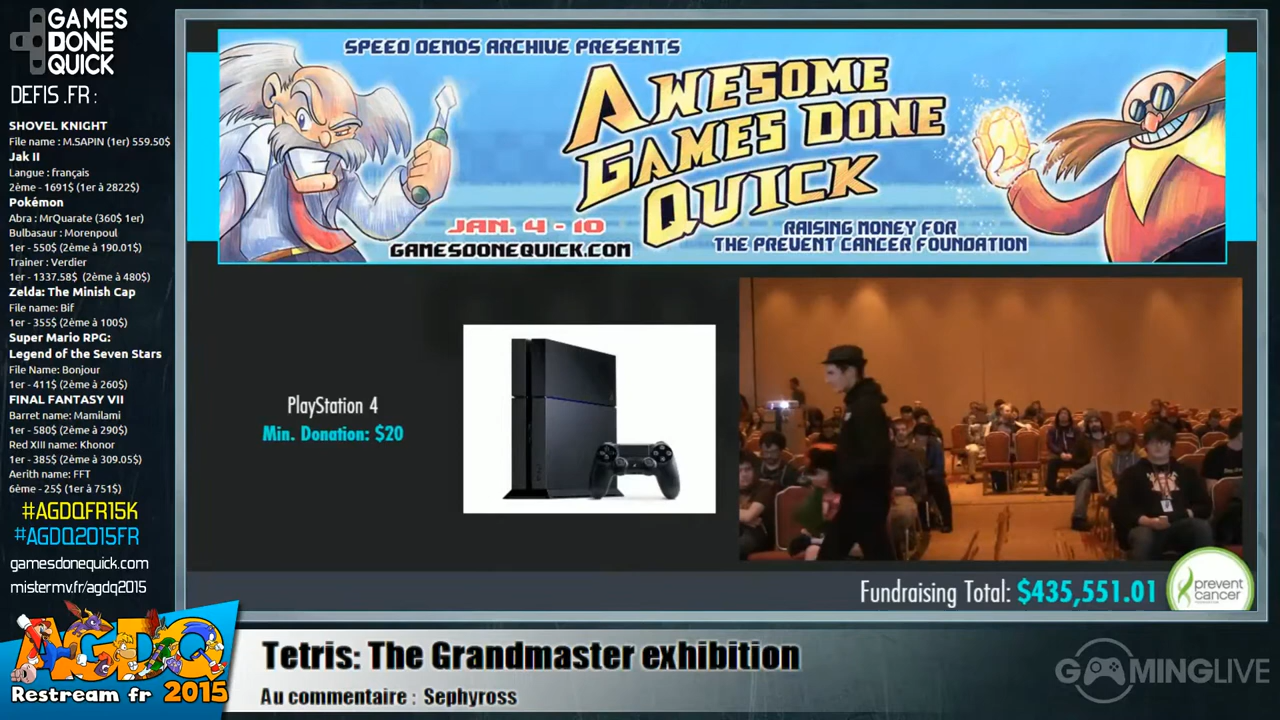 GAMES
DONE
QUICK
DEFIS .FR :
SHOVEL KNIGHT
File name : M.SAPIN (1er) 559.50$
Jak II
Langue : français
2ème - 1691$ (1er à 2822$)
Pokémon
Abra : MrQuarate (360$ 1er)
Bulbasaur : Morenpoul
1er - 550$ (2ème à 190.01$)
Trainer : Verdier
1er - 1337.58$ (2ème à 480$)
Zelda: The Minish Cap
File name: Bif
1er - 355$ (2ème à 100$)
Super Mario RPG:
Legend of the Seven Stars
File Name: Bonjour
1er - 411$ (2ème à 260$)
FINAL FANTASY VII
Barret name: Mamilami
1er - 580$ (2ème à 290$)
Red XIII name: Khonor
1er - 385$ (2ème à 309.05$)
Aerith name: FFT
6ème - 25$ (1er à 751$)
#AGDQFR15K
#AGDQ2015FR
gamesdonequick.com
mistermv.fr/agdq2015
AGDQ
Restream fr 2015
SPEED DEMOS ARCHIVE PRESENTS
AWESOME
GAMES DONE
QUICK
JAN. 4 - 10
GAMESDONEQUICK.COM
RAISING MONEY FOR
THE PREVENT CANCER FOUNDATION
PlayStation 4
Min. Donation: $20
Fundraising Total: $435,551.01
prevent
cancer
Tetris: The Grandmaster exhibition
Au commentaire : Sephyross
GAMINGLIVE